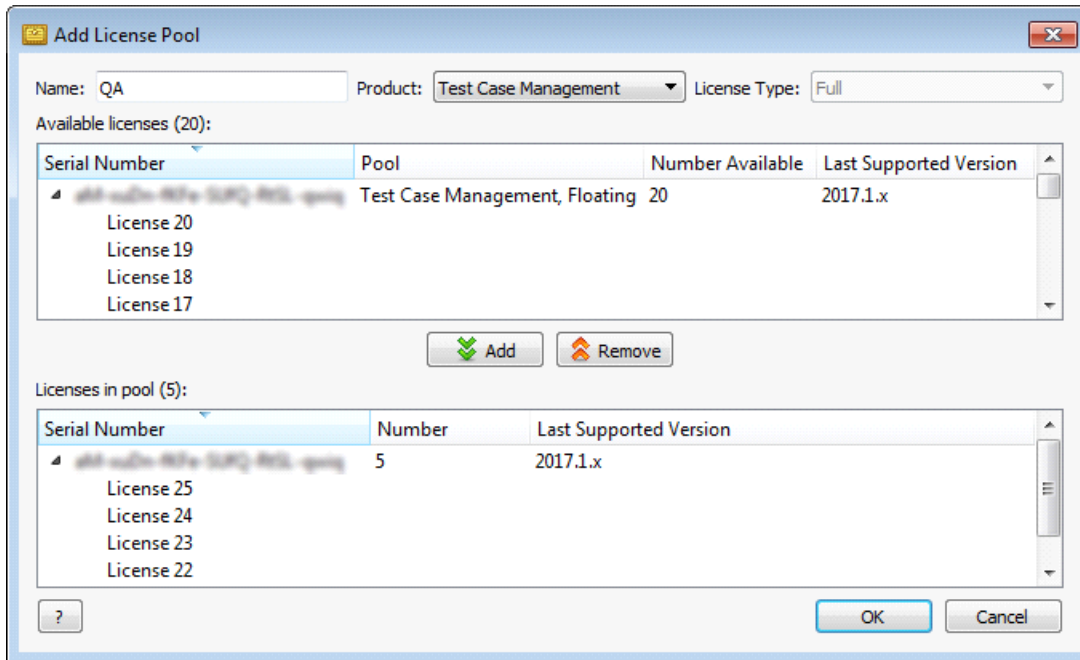 Add License Pool
Name: QA Product: Test Case Management License Type: Full
Available licenses (20):
Serial Number Pool Number Available Last Supported Version
Test Case Management, Floating 20 2017.1.x
License 20
License 19
License 18
License 17
Add Remove
Licenses in pool (5):
Serial Number Number Last Supported Version
5 2017.1.x
License 25
License 24
License 23
License 22
? OK Cancel